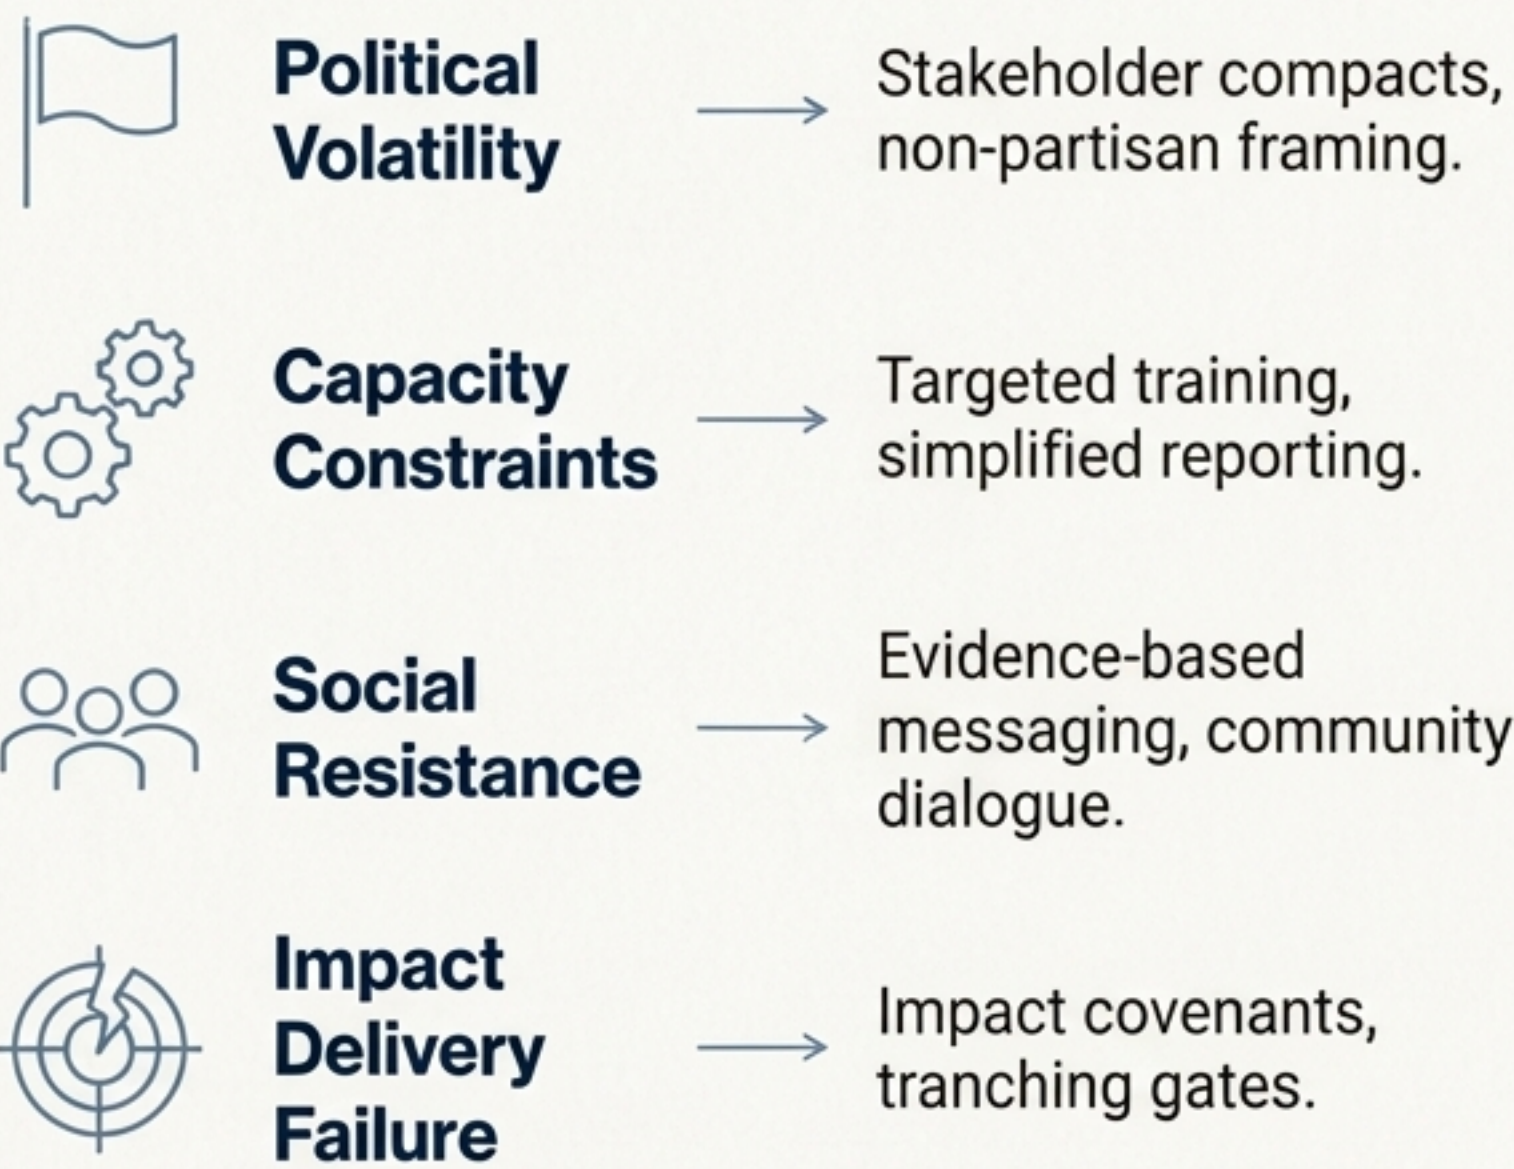 Political
Volatility
Stakeholder compacts,
non-partisan framing.
Capacity
Constraints
Targeted training,
simplified reporting.
Social
Resistance
Evidence-based
messaging, community
dialogue.
Impact
Delivery
Failure
Impact covenants,
tranching gates.